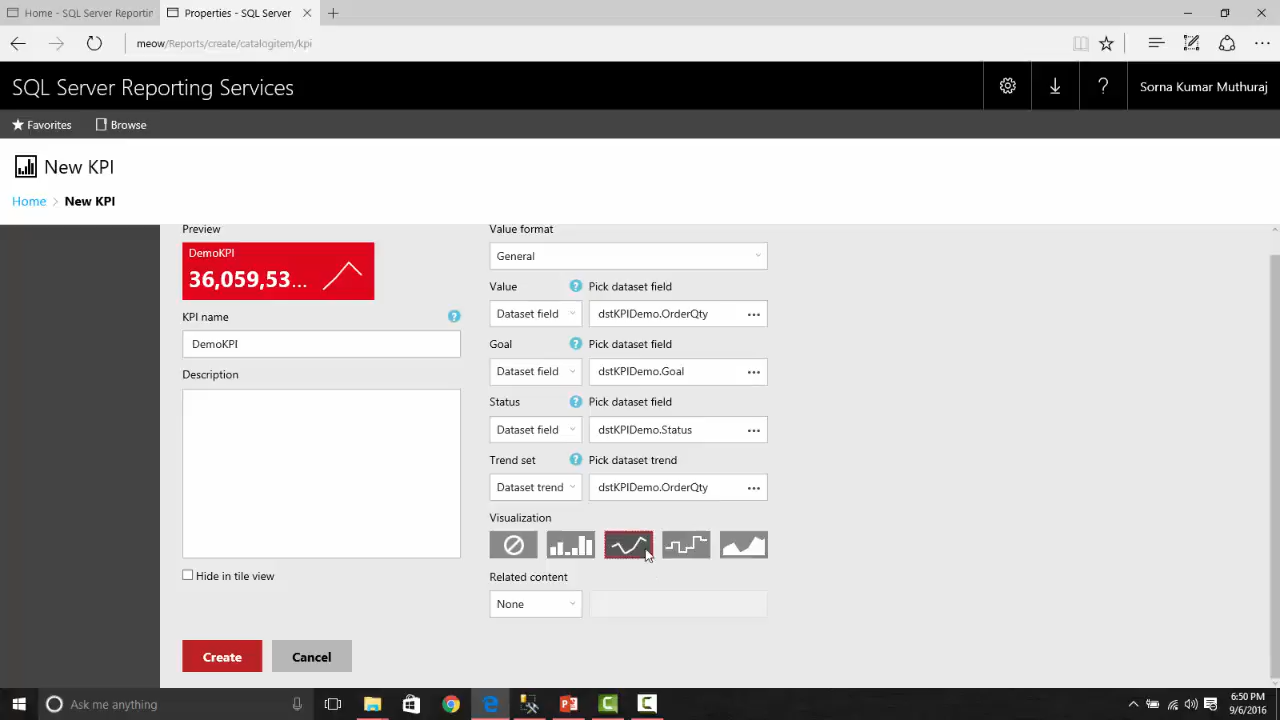 Home - SQL Server Reportin
Properties - SQL Server
meow/Reports/create/catalogitem/kpi
SQL Server Reporting Services
?
Sorna Kumar Muthuraj
Favorites
Browse
New KPI
Home > New KPI
Preview
DemoKPI
36,059,53...
KPI name
?
DemoKPI
Description
Hide in tile view
Create
Cancel
Value format
General
Value ? Pick dataset field
Dataset field dstKPIDemo.OrderQty ...
Goal ? Pick dataset field
Dataset field dstKPIDemo.Goal ...
Status ? Pick dataset field
Dataset field dstKPIDemo.Status ...
Trend set ? Pick dataset trend
Dataset trend dstKPIDemo.OrderQty ...
Visualization
Related content
None
Ask me anything
6:50 PM
9/6/2016